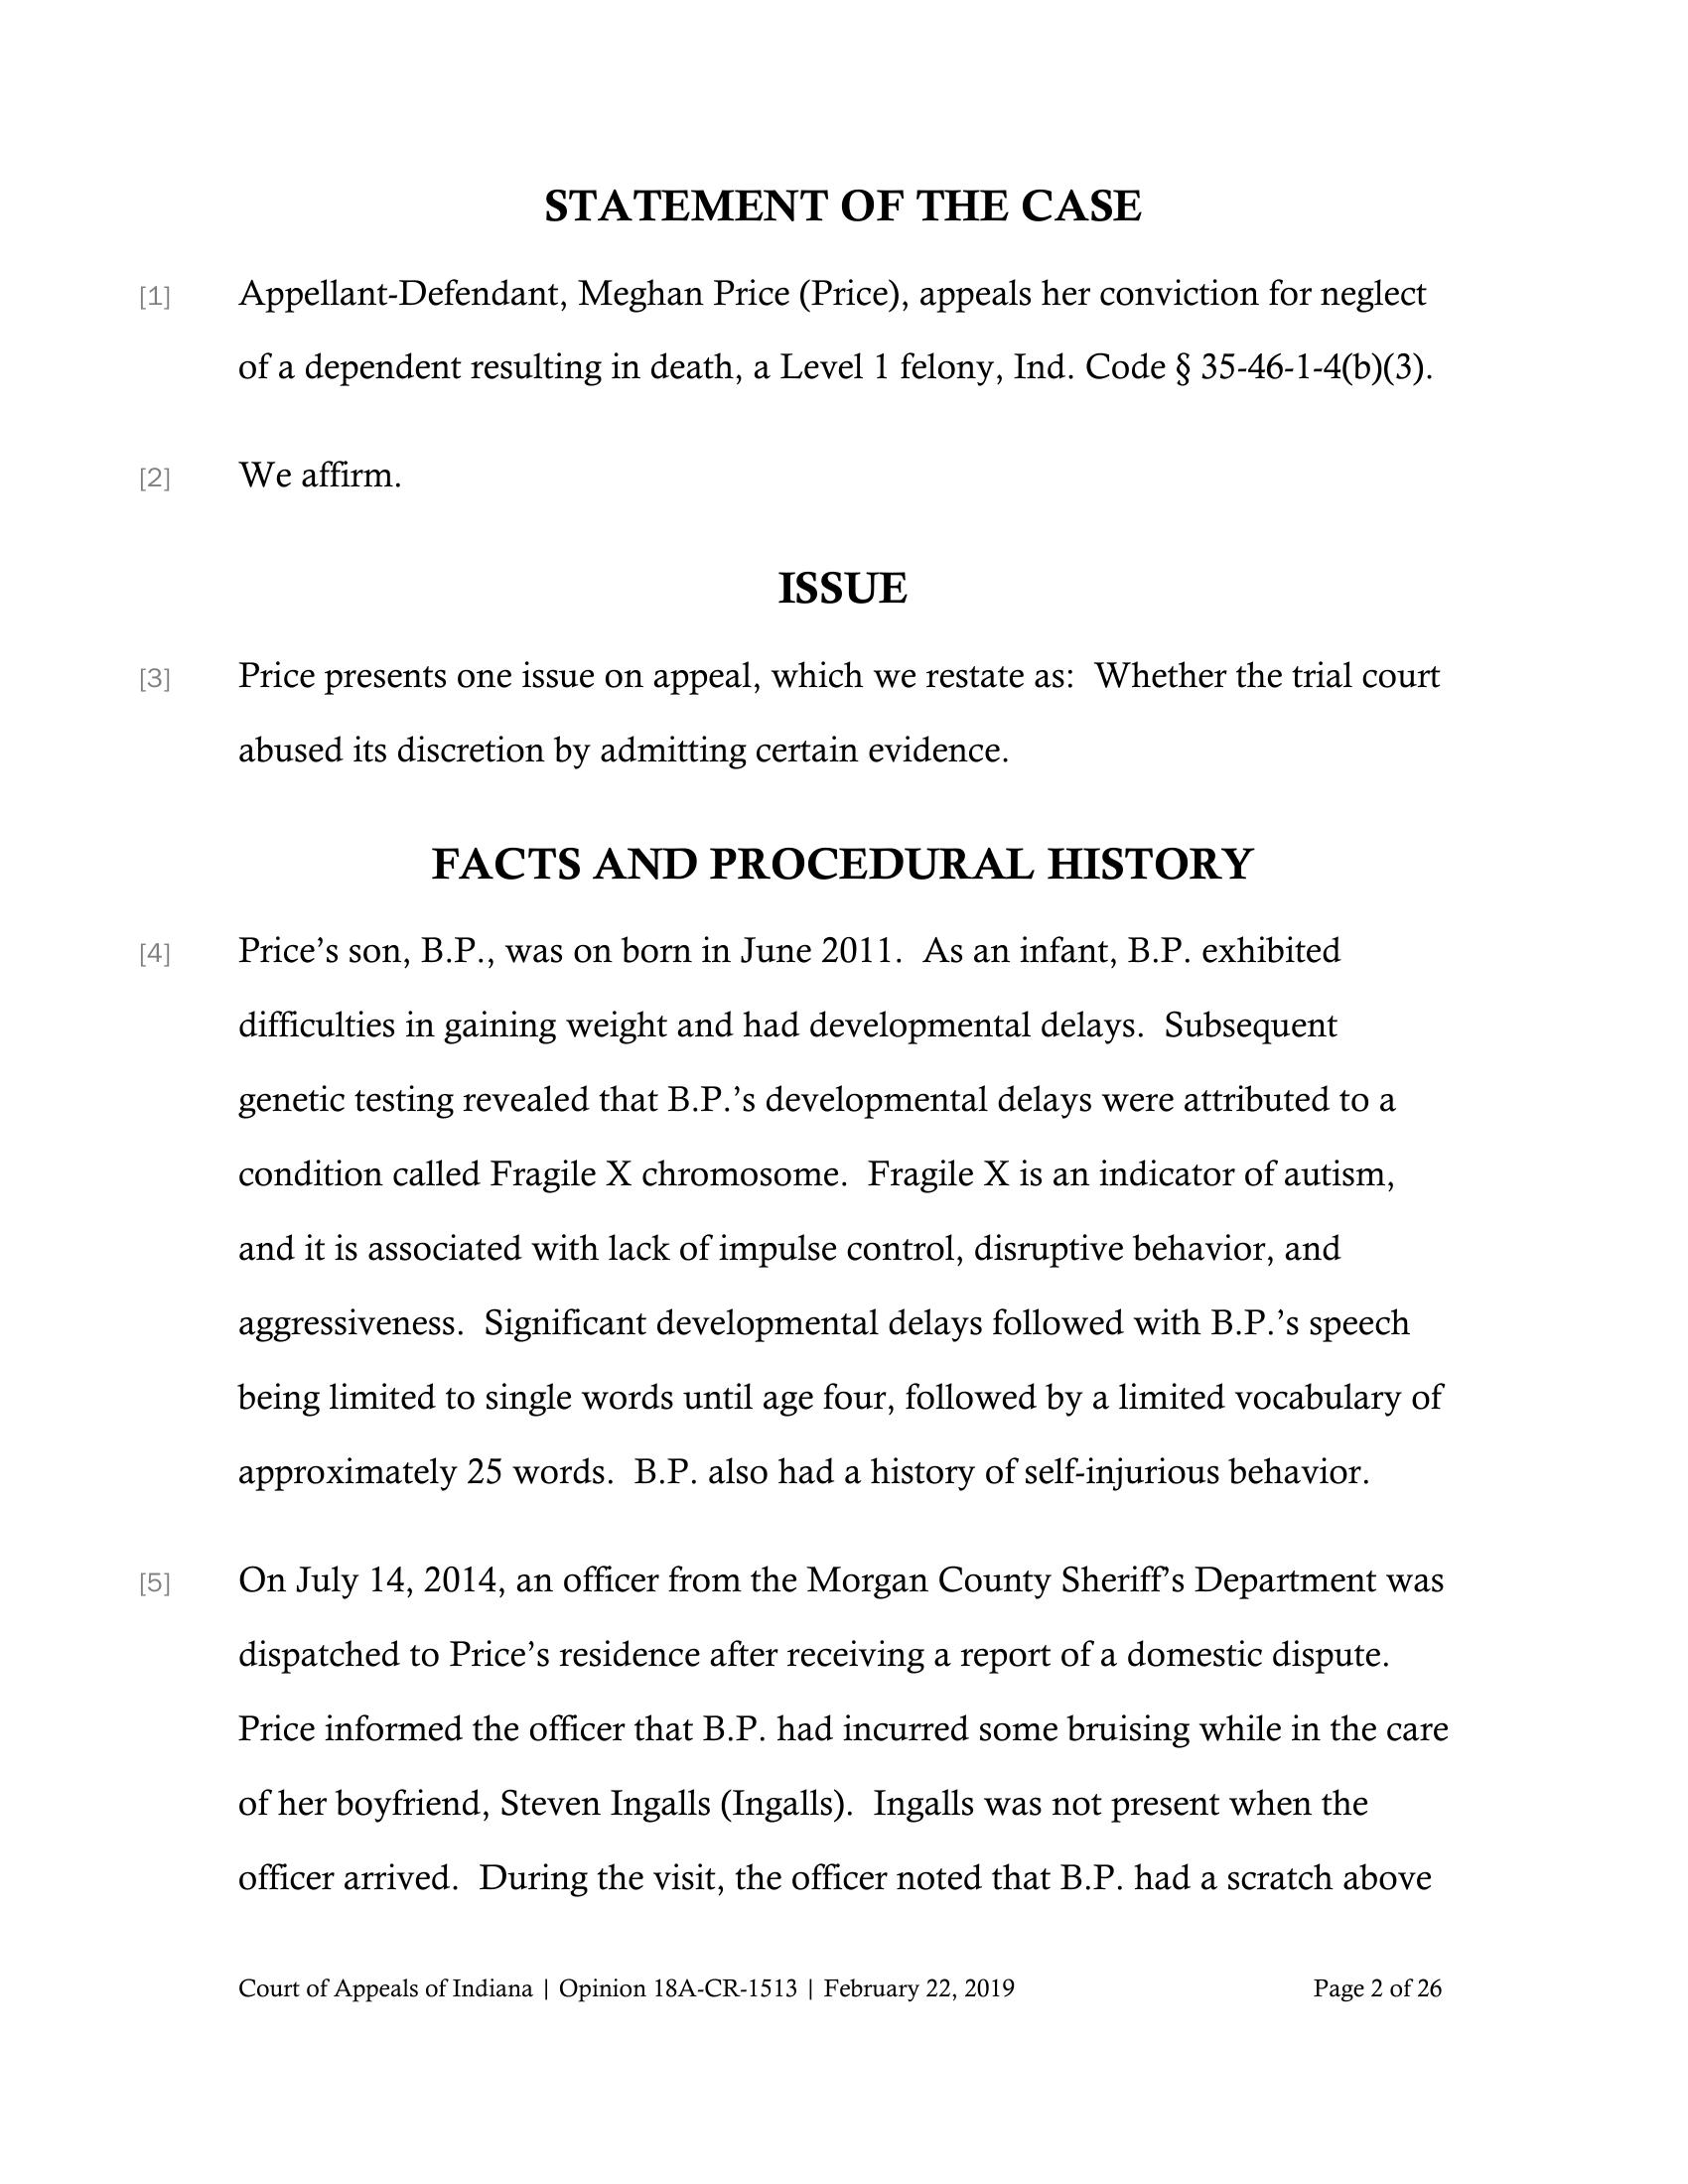 STATEMENT OF THE CASE
[1] Appellant-Defendant, Meghan Price (Price), appeals her conviction for neglect
of a dependent resulting in death, a Level 1 felony, Ind. Code § 35-46-1-4(b)(3).
[2] We affirm.
ISSUE
[3] Price presents one issue on appeal, which we restate as:  Whether the trial court
abused its discretion by admitting certain evidence.
FACTS AND PROCEDURAL HISTORY
[4] Price’s son, B.P., was on born in June 2011.  As an infant, B.P. exhibited
difficulties in gaining weight and had developmental delays.  Subsequent
genetic testing revealed that B.P.’s developmental delays were attributed to a
condition called Fragile X chromosome.  Fragile X is an indicator of autism,
and it is associated with lack of impulse control, disruptive behavior, and
aggressiveness.  Significant developmental delays followed with B.P.’s speech
being limited to single words until age four, followed by a limited vocabulary of
approximately 25 words.  B.P. also had a history of self-injurious behavior.
[5] On July 14, 2014, an officer from the Morgan County Sheriff’s Department was
dispatched to Price’s residence after receiving a report of a domestic dispute.
Price informed the officer that B.P. had incurred some bruising while in the care
of her boyfriend, Steven Ingalls (Ingalls).  Ingalls was not present when the
officer arrived.  During the visit, the officer noted that B.P. had a scratch above
Court of Appeals of Indiana | Opinion 18A-CR-1513 | February 22, 2019 Page 2 of 26